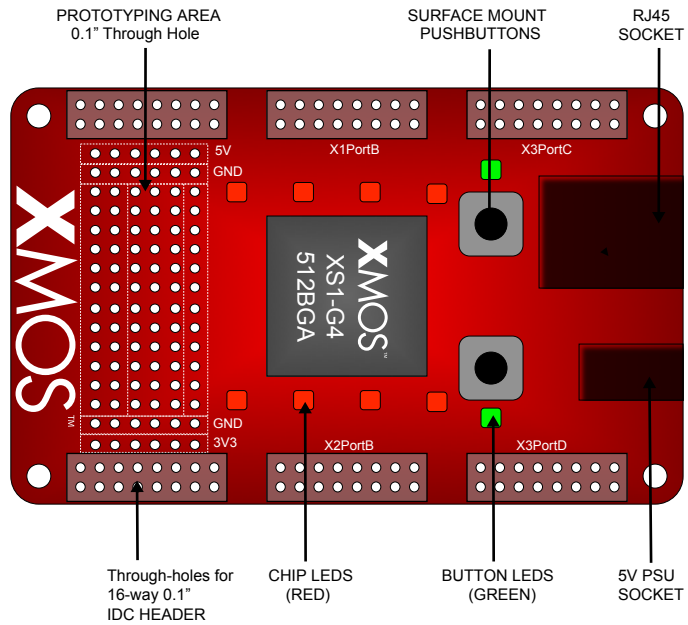 PROTOTYPING AREA
0.1" Through Hole
SURFACE MOUNT
PUSHBUTTONS
RJ45
SOCKET
5V
GND
X1PortB
X3PortC
XMOS
™
XMOS
™
XS1-G4
512BGA
GND
3V3
X2PortB
X3PortD
Through-holes for
16-way 0.1"
IDC HEADER
CHIP LEDS
(RED)
BUTTON LEDS
(GREEN)
5V PSU
SOCKET